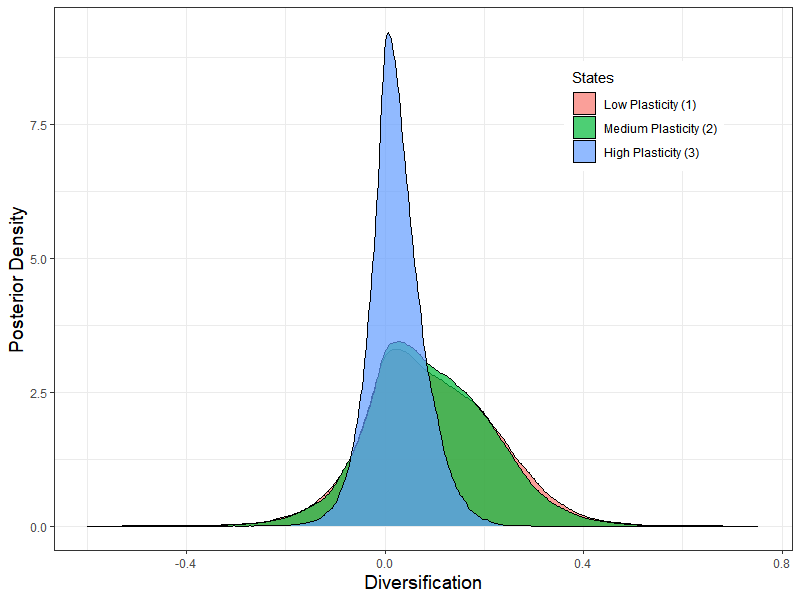 States
Low Plasticity (1)
Medium Plasticity (2)
High Plasticity (3)
Posterior Density
7.5
5.0
2.5
0.0
-0.4
0.0
0.4
0.8
Diversification